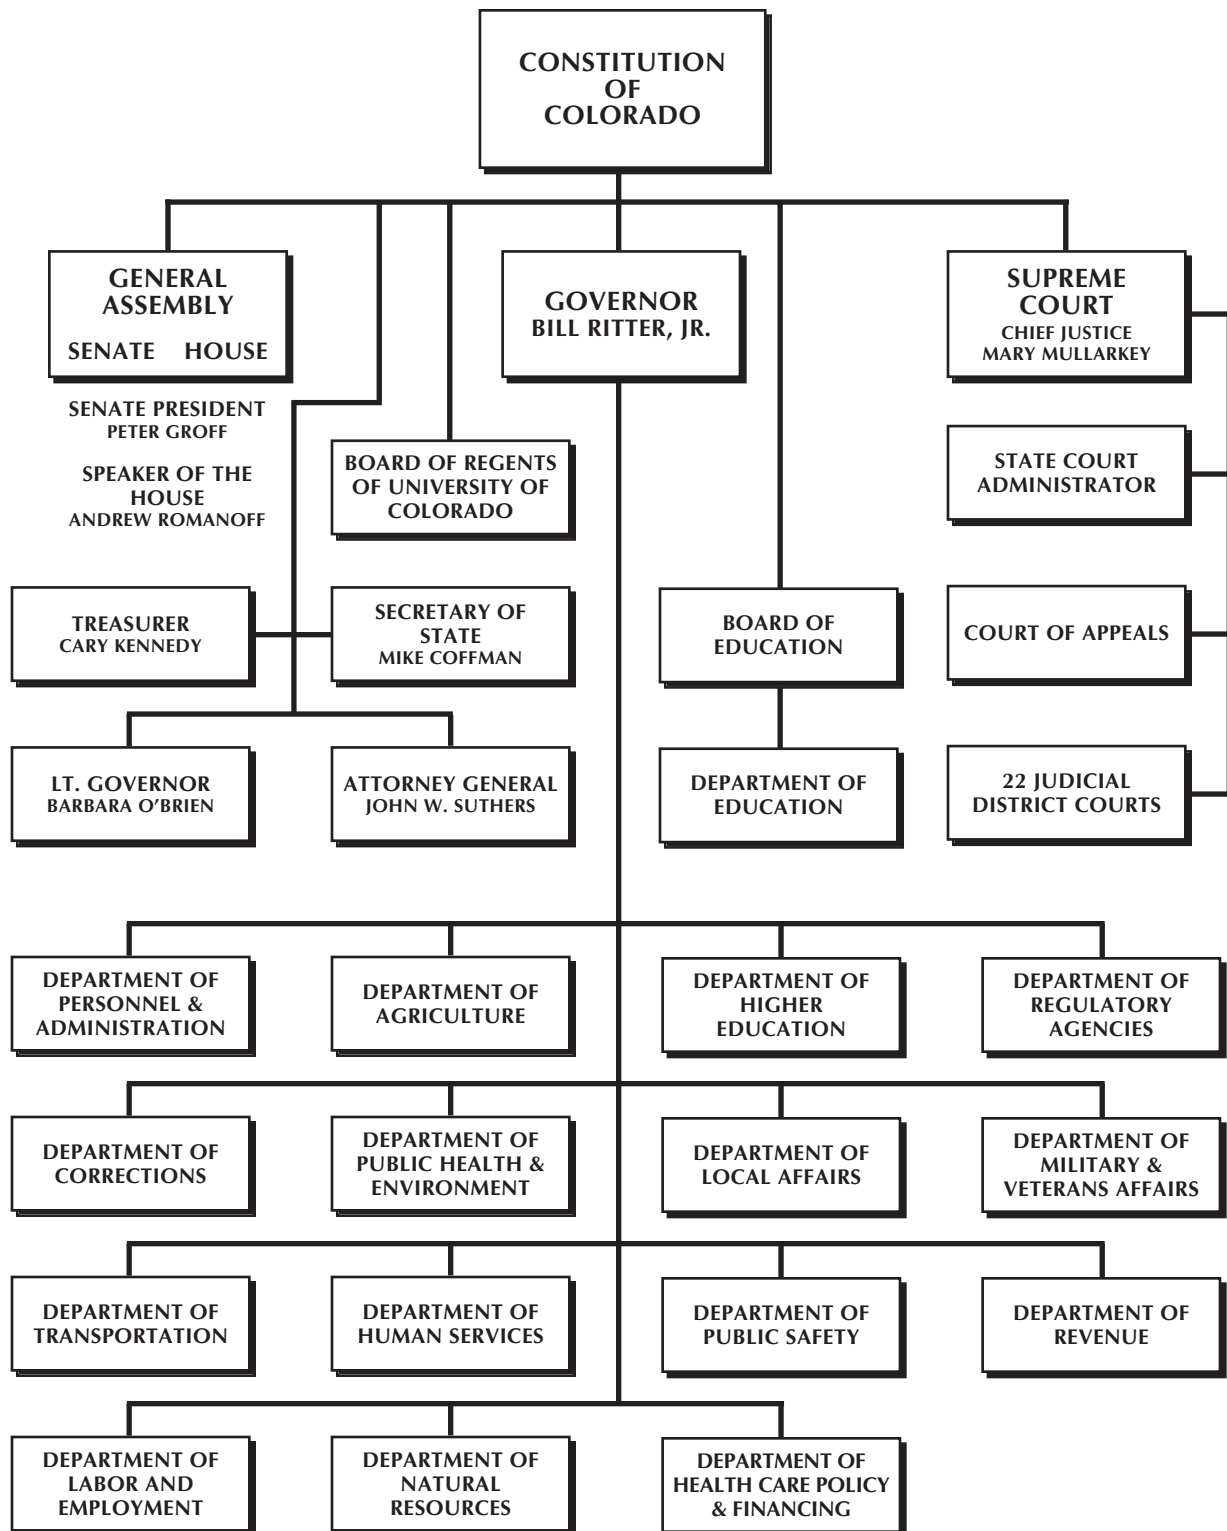 CONSTITUTION
OF
COLORADO
GENERAL
ASSEMBLY
SENATE HOUSE
GOVERNOR
BILL RITTER, JR.
SUPREME
COURT
CHIEF JUSTICE
MARY MULLARKEY
SENATE PRESIDENT
PETER GROFF
SPEAKER OF THE
HOUSE
ANDREW ROMANOFF
BOARD OF REGENTS
OF UNIVERSITY OF
COLORADO
STATE COURT
ADMINISTRATOR
TREASURER
CARY KENNEDY
SECRETARY OF
STATE
MIKE COFFMAN
BOARD OF
EDUCATION
COURT OF APPEALS
LT. GOVERNOR
BARBARA O’BRIEN
ATTORNEY GENERAL
JOHN W. SUTHERS
DEPARTMENT OF
EDUCATION
22 JUDICIAL
DISTRICT COURTS
DEPARTMENT OF
PERSONNEL &
ADMINISTRATION
DEPARTMENT OF
AGRICULTURE
DEPARTMENT OF
HIGHER
EDUCATION
DEPARTMENT OF
REGULATORY
AGENCIES
DEPARTMENT OF
CORRECTIONS
DEPARTMENT OF
PUBLIC HEALTH &
ENVIRONMENT
DEPARTMENT OF
LOCAL AFFAIRS
DEPARTMENT OF
MILITARY &
VETERANS AFFAIRS
DEPARTMENT OF
TRANSPORTATION
DEPARTMENT OF
HUMAN SERVICES
DEPARTMENT OF
PUBLIC SAFETY
DEPARTMENT OF
REVENUE
DEPARTMENT OF
LABOR AND
EMPLOYMENT
DEPARTMENT OF
NATURAL
RESOURCES
DEPARTMENT OF
HEALTH CARE POLICY
& FINANCING